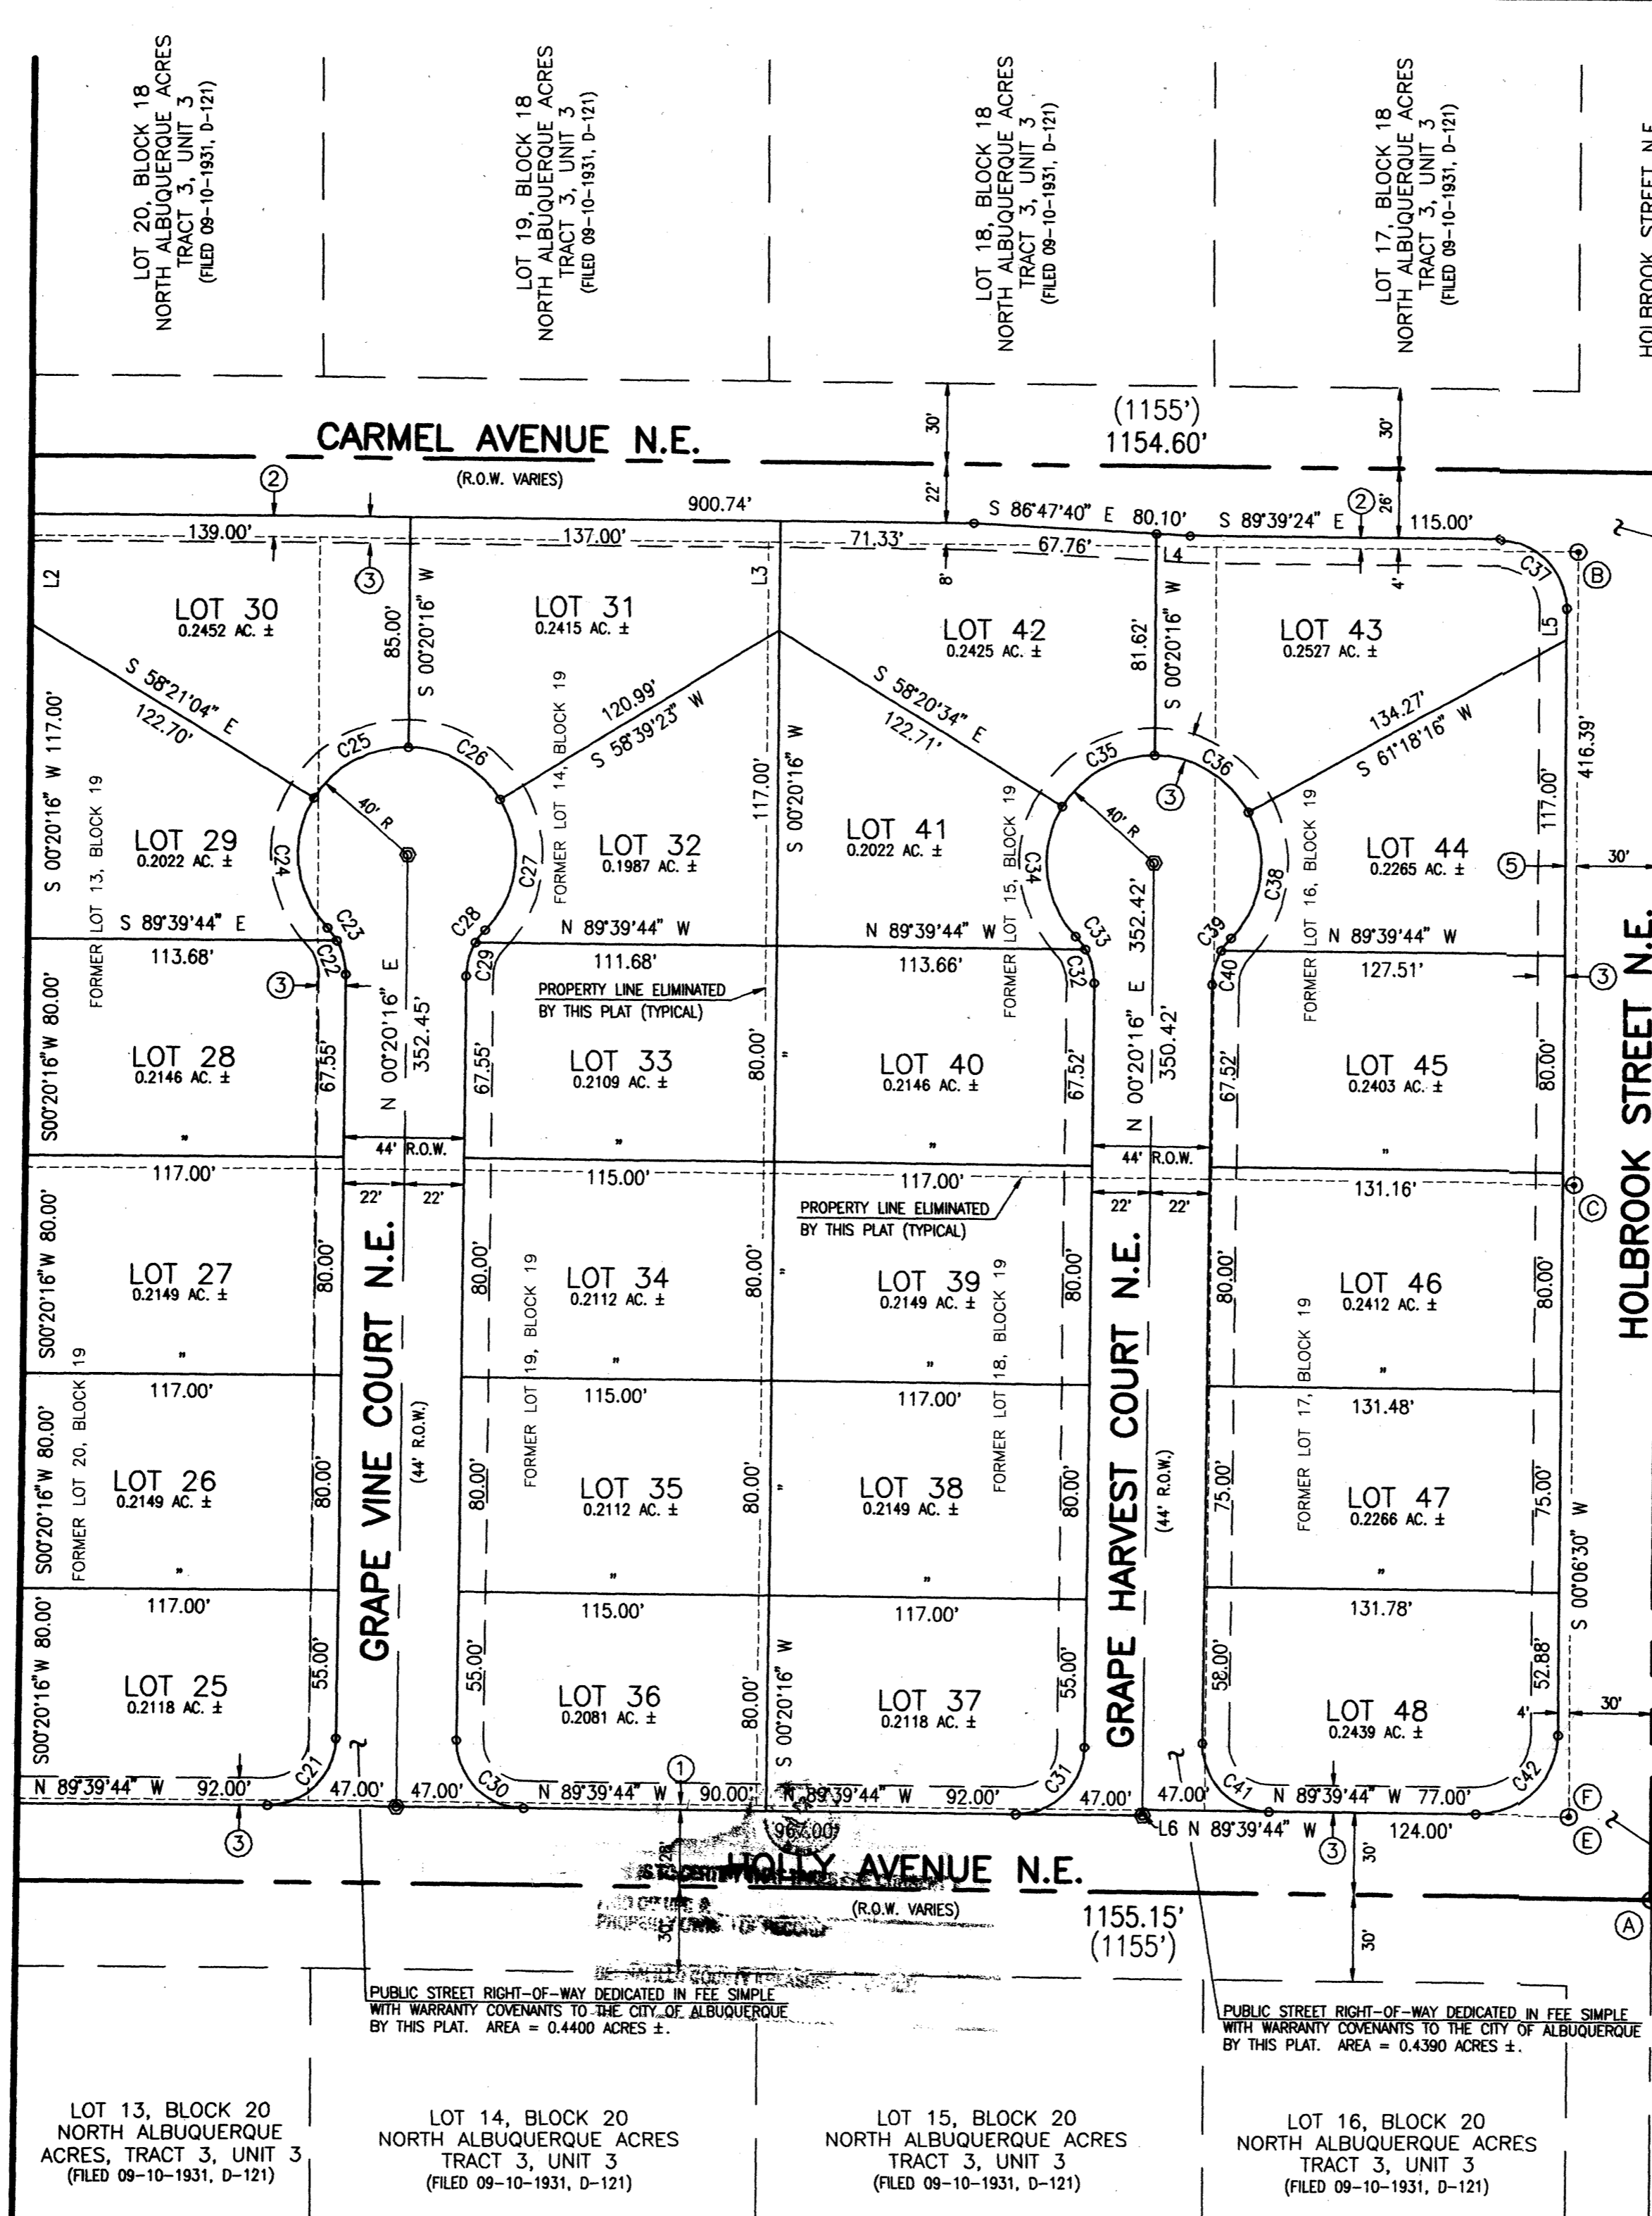 LOT 20, BLOCK 18
NORTH ALBUQUERQUE ACRES
TRACT 3, UNIT 3
(FILED 09-10-1931, D-121)
LOT 19, BLOCK 18
NORTH ALBUQUERQUE ACRES
TRACT 3, UNIT 3
(FILED 09-10-1931, D-121)
LOT 18, BLOCK 18
NORTH ALBUQUERQUE ACRES
TRACT 3, UNIT 3
(FILED 09-10-1931, D-121)
LOT 17, BLOCK 18
NORTH ALBUQUERQUE ACRES
TRACT 3, UNIT 3
(FILED 09-10-1931, D-121)
HOLBROOK STREET N.E.
CARMEL AVENUE N.E.
(R.O.W. VARIES)
30'
(1155')
1154.60'
30'
2
900.74'
22'
S 86°47'40" E 80.10'
S 89°39'24" E
2
26'
115.00'
139.00'
137.00'
71.33'
67.76'
L4
C37
B
L2
3
L3
8'
4'
L5
LOT 30
0.2452 AC. ±
85.00'
S 00°20'16" W
LOT 31
0.2415 AC. ±
LOT 42
0.2425 AC. ±
81.62'
S 00°20'16" W
LOT 43
0.2527 AC. ±
S 58°21'04" E
122.70'
120.99'
S 58°39'23" W
S 58°20'34" E
122.71'
134.27'
S 61°18'16" W
416.39'
S 00°20'16" W 117.00'
FORMER LOT 13, BLOCK 19
C25
C26
40' R
FORMER LOT 14, BLOCK 19
117.00'
S 00°20'16" W
C35
C36
3
40' R
FORMER LOT 15, BLOCK 19
FORMER LOT 16, BLOCK 19
117.00'
LOT 29
0.2022 AC. ±
C24
LOT 32
0.1987 AC. ±
C27
LOT 41
0.2022 AC. ±
C34
LOT 44
0.2265 AC. ±
C38
5
30'
S 89°39'44" E
113.68'
C23
C22
3
C28
C29
N 89°39'44" W
111.68'
N 89°39'44" W
113.66'
C33
C32
C39
C40
N 89°39'44" W
127.51'
3
PROPERTY LINE ELIMINATED
BY THIS PLAT (TYPICAL)
N 00°20'16" E
352.45'
N 00°20'16" E 352.42'
350.42'
S00°20'16"W 80.00'
LOT 28
0.2146 AC. ±
"
67.55'
67.55'
LOT 33
0.2109 AC. ±
"
80.00'
"
LOT 40
0.2146 AC. ±
"
67.52'
67.52'
LOT 45
0.2403 AC. ±
"
80.00'
HOLBROOK STREET N.E.
44' R.O.W.
44' R.O.W.
117.00'
22'
22'
115.00'
117.00'
22'
22'
131.16'
C
PROPERTY LINE ELIMINATED
BY THIS PLAT (TYPICAL)
S00°20'16"W 80.00'
LOT 27
0.2149 AC. ±
"
80.00'
80.00'
FORMER LOT 19, BLOCK 19
LOT 34
0.2112 AC. ±
"
80.00'
"
LOT 39
0.2149 AC. ±
"
FORMER LOT 18, BLOCK 19
80.00'
80.00'
FORMER LOT 17, BLOCK 19
LOT 46
0.2412 AC. ±
"
80.00'
FORMER LOT 20, BLOCK 19
117.00'
115.00'
117.00'
131.48'
GRAPE VINE COURT N.E.
(44' R.O.W.)
GRAPE HARVEST COURT N.E.
(44' R.O.W.)
S00°20'16"W 80.00'
LOT 26
0.2149 AC. ±
"
80.00'
80.00'
LOT 35
0.2112 AC. ±
"
80.00'
"
LOT 38
0.2149 AC. ±
"
80.00'
75.00'
LOT 47
0.2266 AC. ±
"
75.00'
S 00°06'30" W
117.00'
115.00'
117.00'
131.78'
S00°20'16"W 80.00'
LOT 25
0.2118 AC. ±
55.00'
55.00'
LOT 36
0.2081 AC. ±
80.00'
S 00°20'16" W
LOT 37
0.2118 AC. ±
55.00'
58.00'
LOT 48
0.2439 AC. ±
52.88'
4'
30'
N 89°39'44" W
92.00'
C21
47.00'
47.00'
C30
N 89°39'44" W
1
90.00'
N 89°39'44" W
92.00'
C31
47.00'
47.00'
C41
N 89°39'44" W
77.00'
C42
F
3
967.00'
L6 N 89°39'44" W
3
124.00'
E
28'
30'
HOLLY AVENUE N.E.
(R.O.W. VARIES)
1155.15'
(1155')
30'
30'
A
PUBLIC STREET RIGHT-OF-WAY DEDICATED IN FEE SIMPLE
WITH WARRANTY COVENANTS TO THE CITY OF ALBUQUERQUE
BY THIS PLAT. AREA = 0.4400 ACRES ±.
PUBLIC STREET RIGHT-OF-WAY DEDICATED IN FEE SIMPLE
WITH WARRANTY COVENANTS TO THE CITY OF ALBUQUERQUE
BY THIS PLAT. AREA = 0.4390 ACRES ±.
LOT 13, BLOCK 20
NORTH ALBUQUERQUE
ACRES, TRACT 3, UNIT 3
(FILED 09-10-1931, D-121)
LOT 14, BLOCK 20
NORTH ALBUQUERQUE ACRES
TRACT 3, UNIT 3
(FILED 09-10-1931, D-121)
LOT 15, BLOCK 20
NORTH ALBUQUERQUE ACRES
TRACT 3, UNIT 3
(FILED 09-10-1931, D-121)
LOT 16, BLOCK 20
NORTH ALBUQUERQUE ACRES
TRACT 3, UNIT 3
(FILED 09-10-1931, D-121)